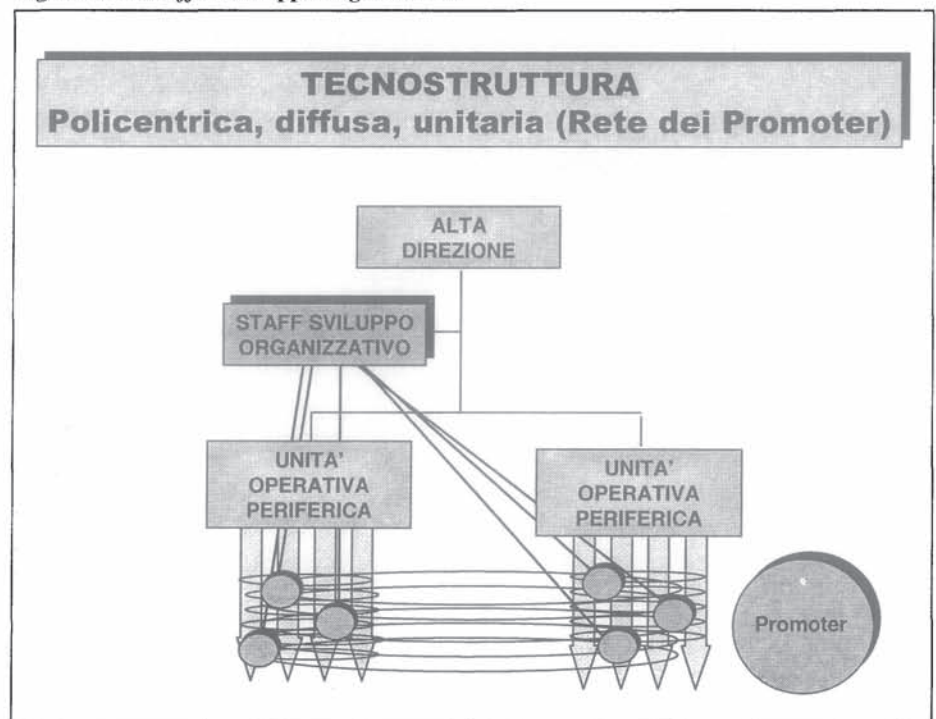 TECNOSTRUTTURA
Policentrica, diffusa, unitaria (Rete dei Promoter)
ALTA
DIREZIONE
STAFF SVILUPPO
ORGANIZZATIVO
UNITA'
OPERATIVA
PERIFERICA
UNITA'
OPERATIVA
PERIFERICA
Promoter